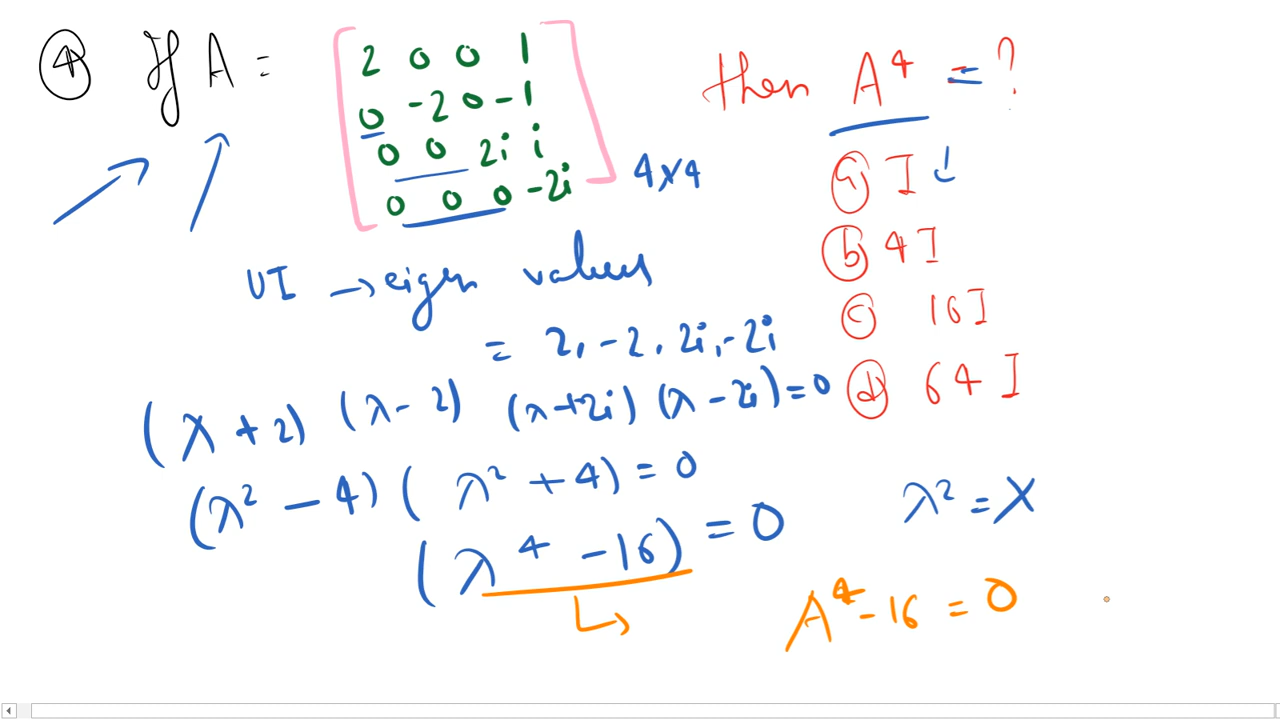 ④ If A =
2 0 0 1
0 -2 0 -1
0 0 2i i
0 0 0 -2i
4x4
then A⁴ = ?
ⓐ I
ⓑ 4I
ⓒ 16I
ⓓ 64I
UT → eigen values
= 2, -2, 2i, -2i
(λ + 2) (λ - 2) (λ + 2i) (λ - 2i) = 0
(λ² - 4) (λ² + 4) = 0
λ² = x
(λ⁴ - 16) = 0
A⁴ - 16 = 0